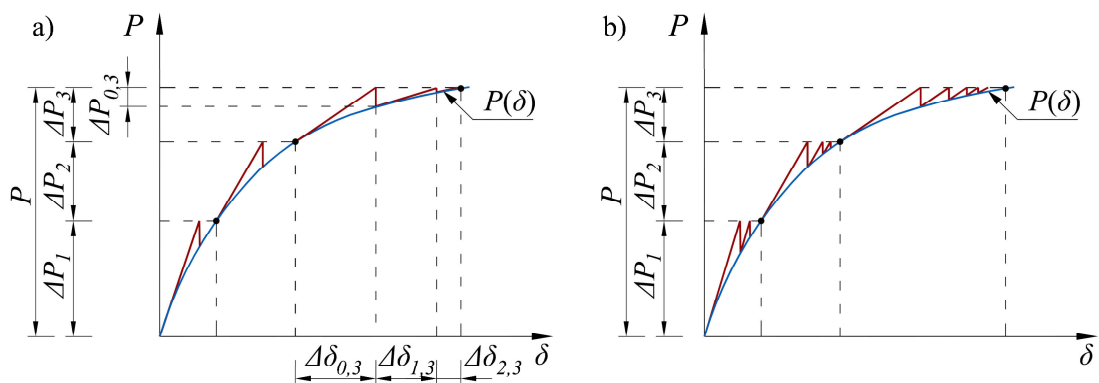 a)
P
ΔP₀,₃
ΔP₃
ΔP₂
ΔP₁
P
P(δ)
δ
Δδ₀,₃
Δδ₁,₃
Δδ₂,₃
b)
P
ΔP₃
ΔP₂
ΔP₁
P
P(δ)
δ